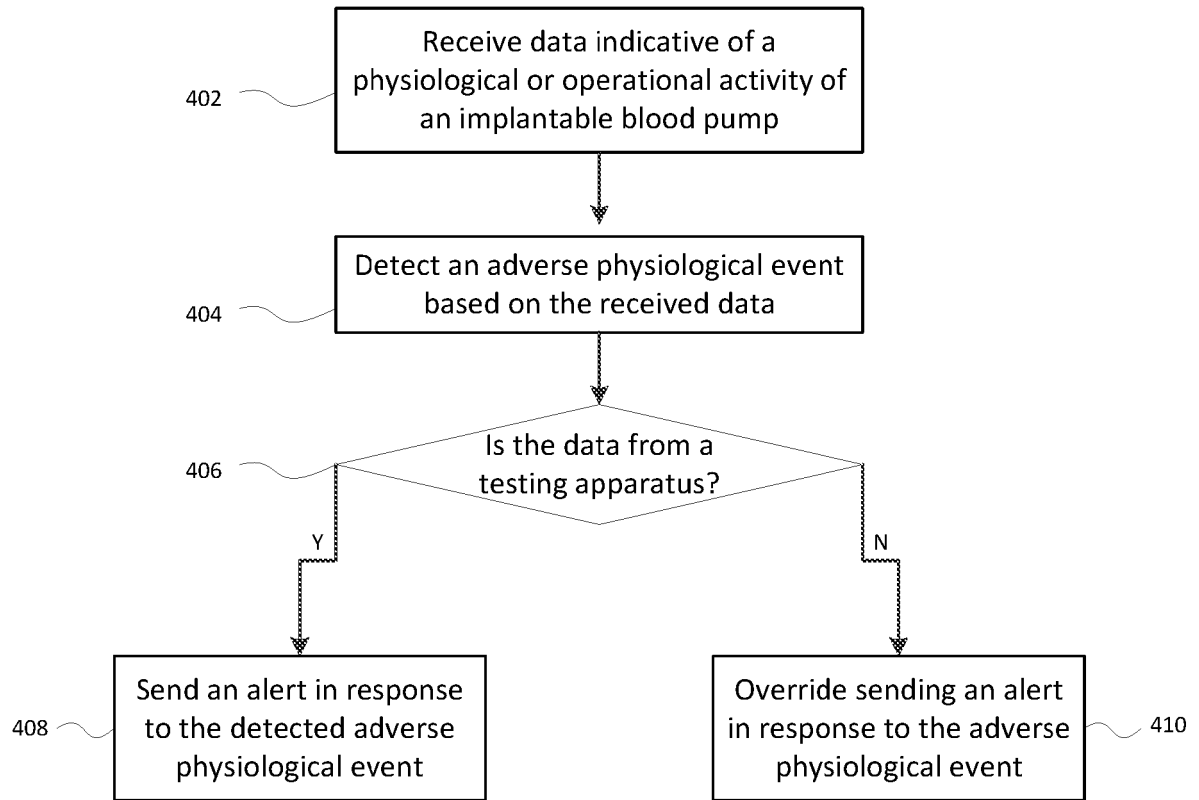 Receive data indicative of a
physiological or operational activity of
an implantable blood pump
402
Detect an adverse physiological event
based on the received data
404
Is the data from a
testing apparatus?
406
Y
N
Send an alert in response
to the detected adverse
physiological event
408
Override sending an alert
in response to the adverse
physiological event
410